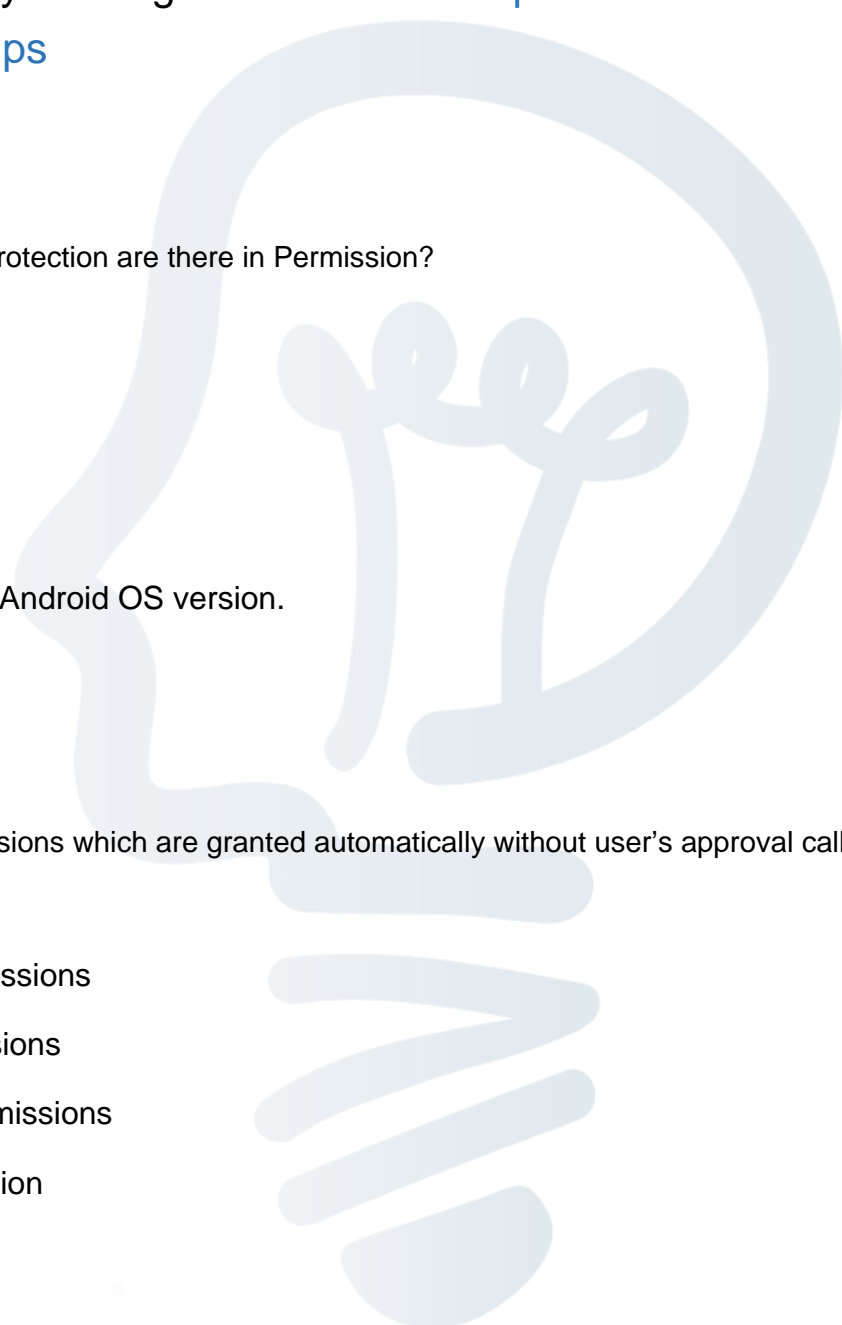 ps
rotection are there in Permission?
Android OS version.
sions which are granted automatically without user's approval call
issions
sions
missions
ion